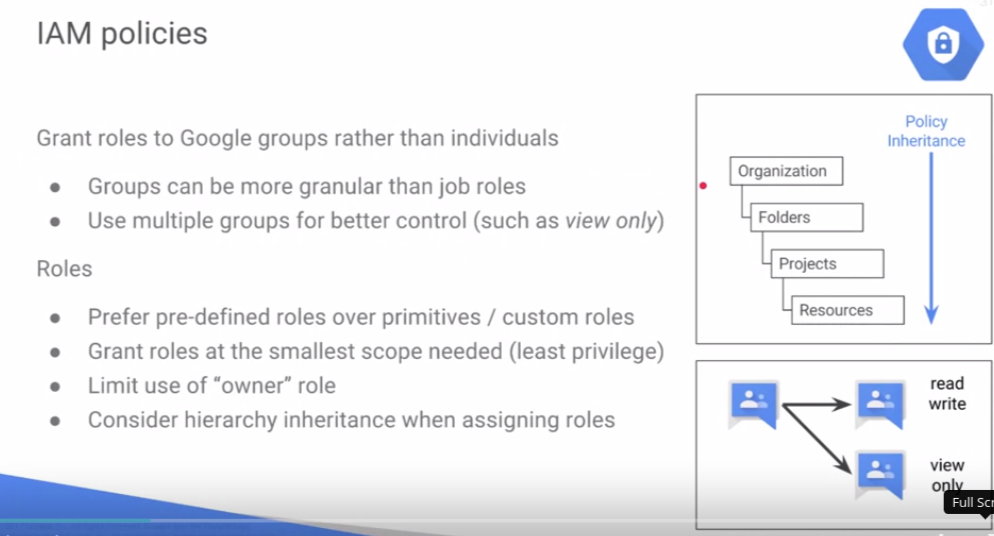 IAM policies
Grant roles to Google groups rather than individuals
● Groups can be more granular than job roles
● Use multiple groups for better control (such as view only)
Roles
● Prefer pre-defined roles over primitives / custom roles
● Grant roles at the smallest scope needed (least privilege)
● Limit use of “owner” role
● Consider hierarchy inheritance when assigning roles
Policy
Inheritance
Organization
Folders
Projects
Resources
read
write
view
only
Full Scr